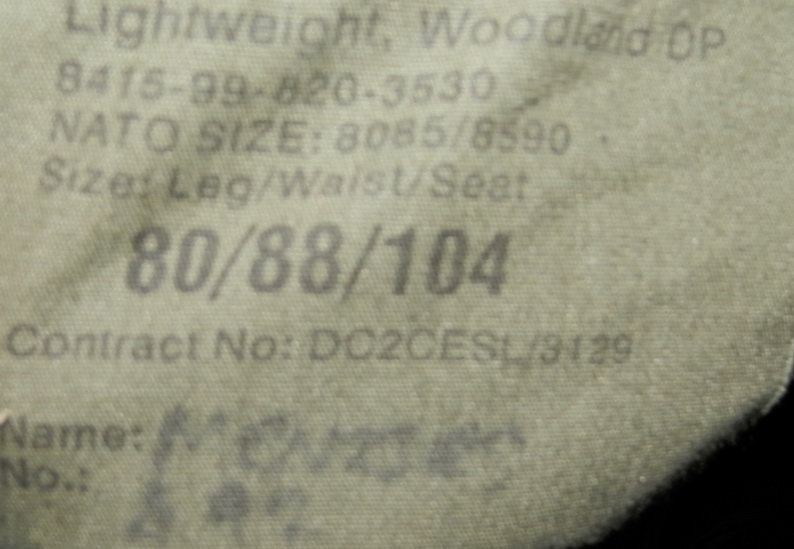 Lightweight, Woodland DP
8415-99-820-3530
NATO SIZE: 8085/8590
Size: Leg/Waist/Seat
80/88/104
Contract No: DC2CESL/3129
Name:
No.: